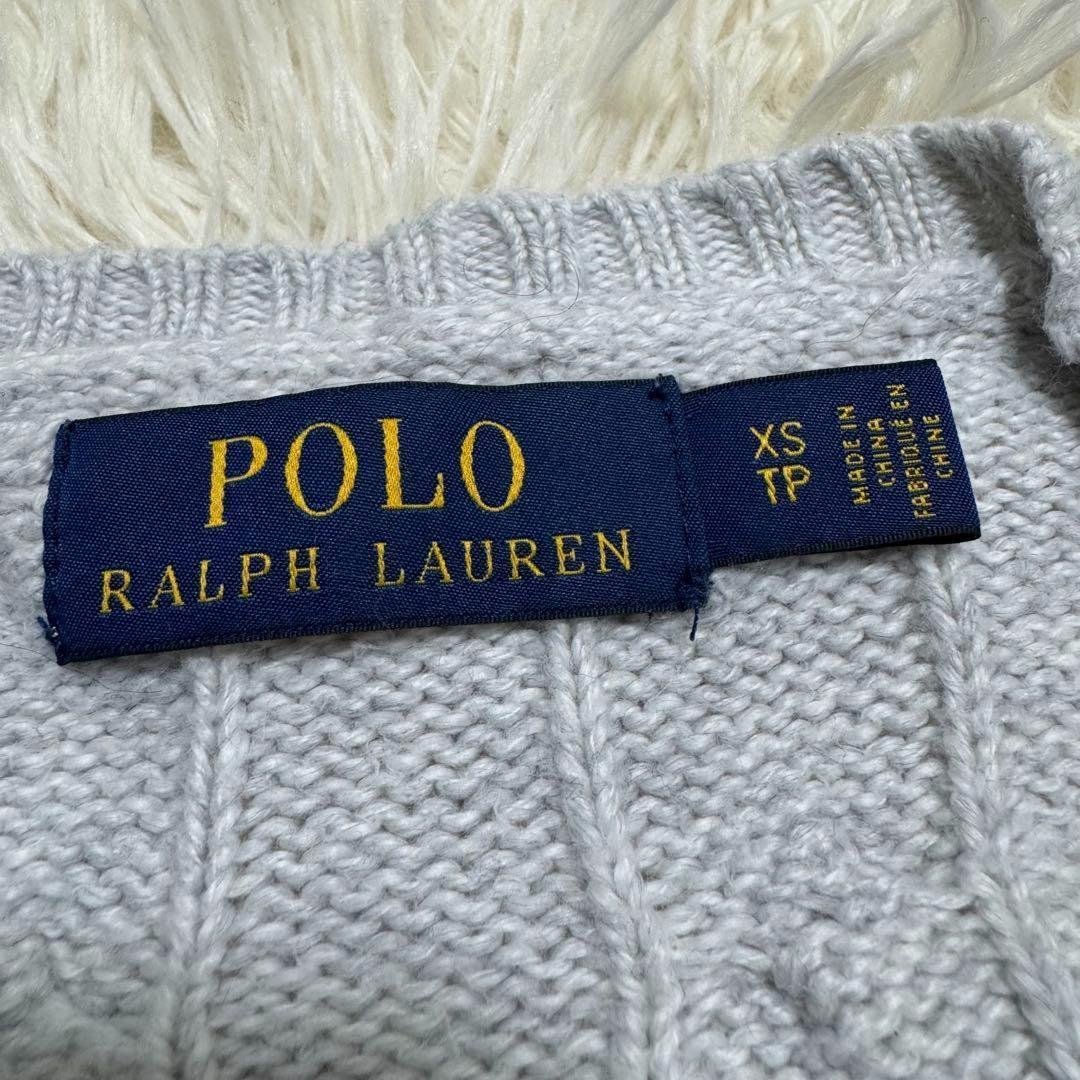 POLO
RALPH LAUREN
XS
TP
MADE IN
CHINA
FABRIQUÉ EN
CHINE